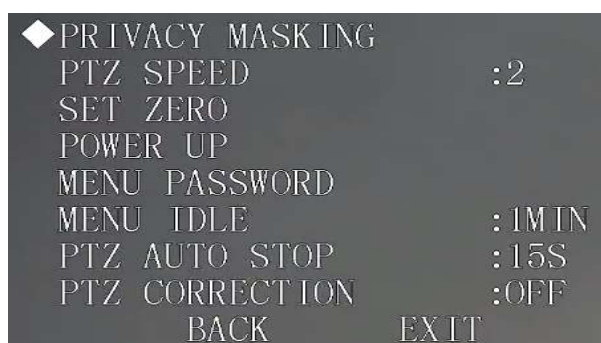 PRIVACY MASKING
PTZ SPEED :2
SET ZERO
POWER UP
MENU PASSWORD
MENU IDLE :1MIN
PTZ AUTO STOP :15S
PTZ CORRECTION :OFF
BACK EXIT